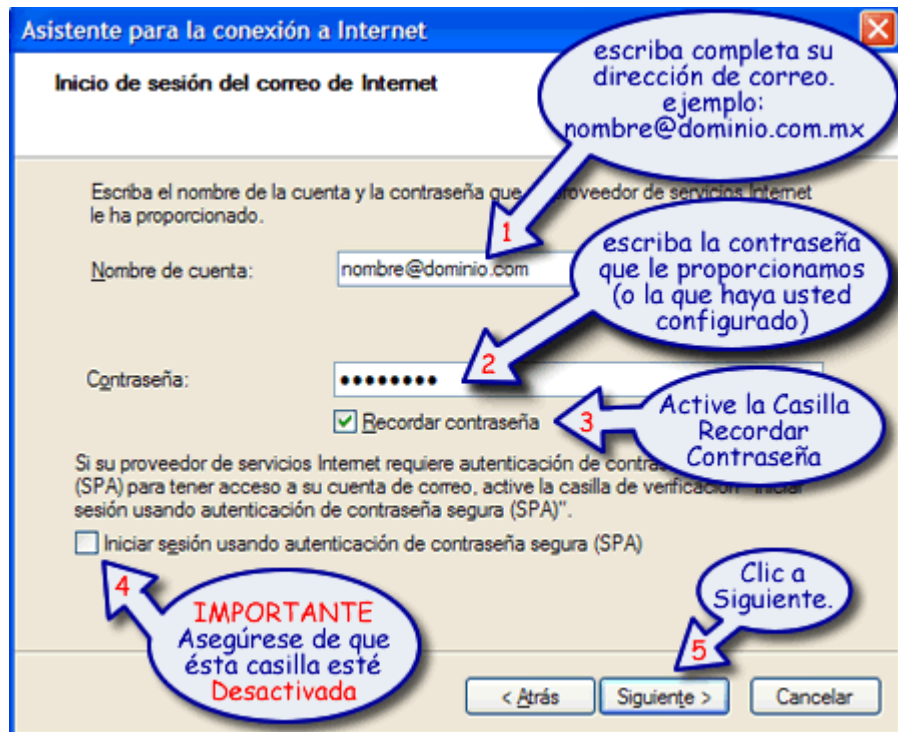 Asistente para la conexión a Internet
Inicio de sesión del correo de Internet
escriba completa su
dirección de correo.
ejemplo:
nombre@dominio.com.mx
Escriba el nombre de la cuenta y la contraseña que proveedor de servicios Internet
le ha proporcionado.
1
Nombre de cuenta:
nombre@dominio.com
escriba la contraseña
que le proporcionamos
(o la que haya usted
configurado)
2
Contraseña:
••••••••
Recordar contraseña
3
Active la Casilla
Recordar
Contraseña
Si su proveedor de servicios Internet requiere autenticación de
(SPA) para tener acceso a su cuenta de correo, active la casilla de verificación
sesión usando autenticación de contraseña segura (SPA)".
Iniciar sesión usando autenticación de contraseña segura (SPA)
4
IMPORTANTE
Asegúrese de que
ésta casilla esté
Desactivada
Clic a
Siguiente.
5
< Atrás
Siguiente >
Cancelar